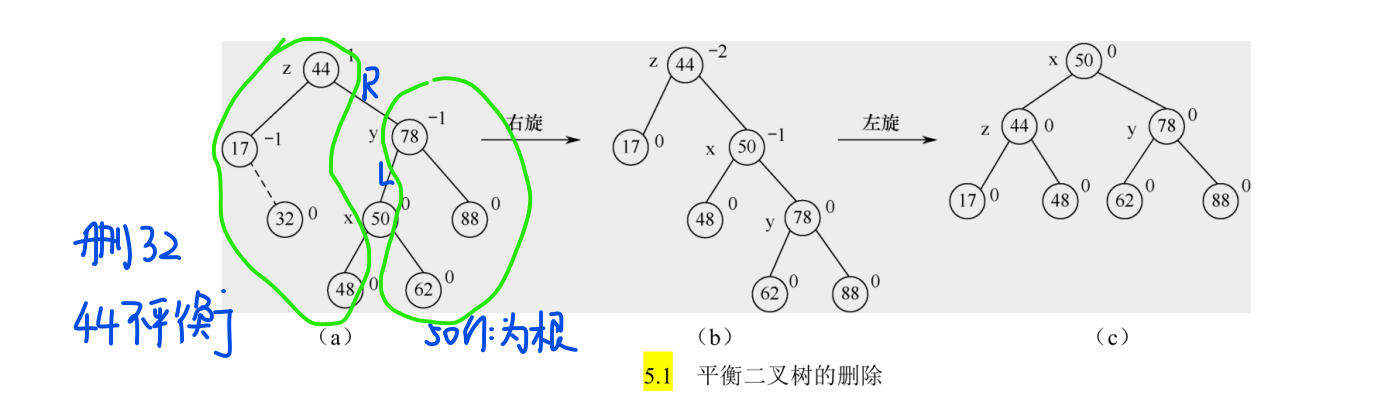 z 44 -1 R
17 -1 y 78 -1
L
32 0 x 50 0 88 0
48 0 62 0
删32
44不平衡
50作为根
(a)
右旋
z 44 -2
17 0 x 50 -1
48 0 y 78 0
62 0 88 0
(b)
左旋
x 50 0
z 44 0 y 78 0
17 0 48 0 62 0 88 0
(c)
5.1 平衡二叉树的删除